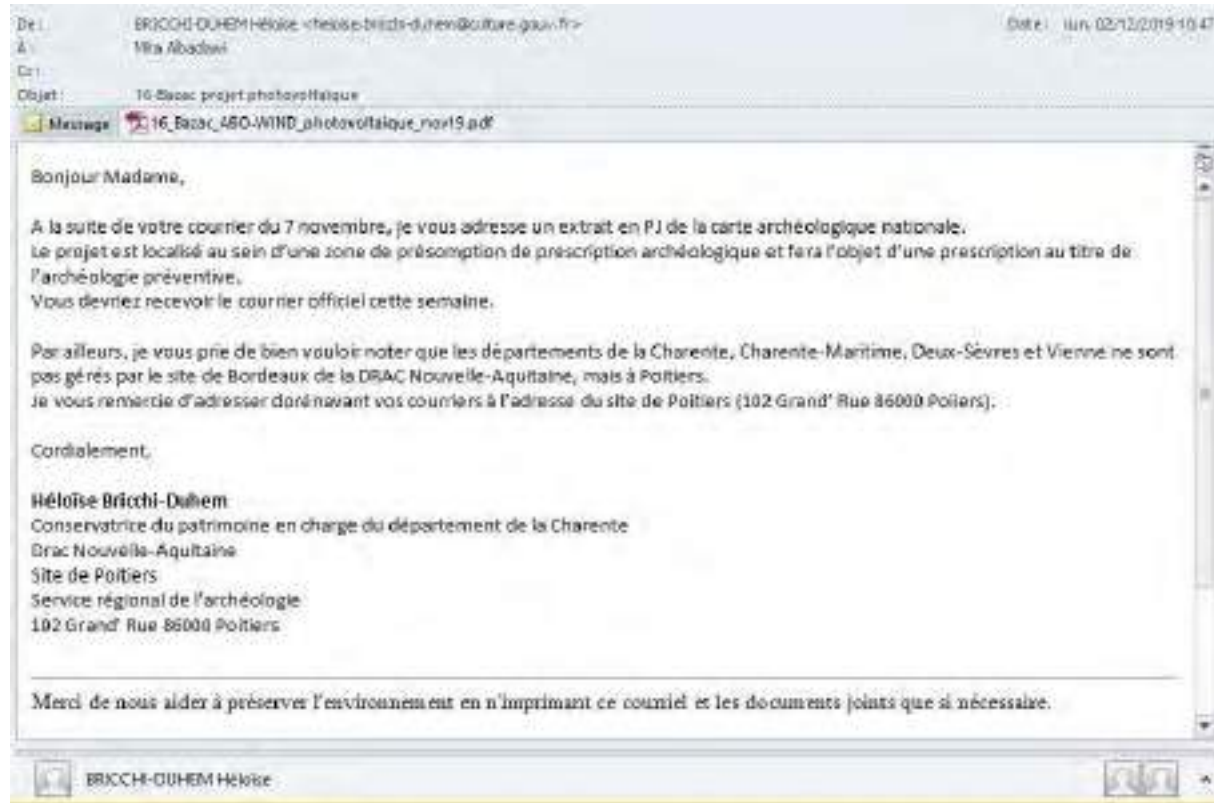 De : BRICCHI-DUHEM Héloïse <heloise.bricchi-duhem@culture.gouv.fr> Date : lun. 02/12/2019 10:47
À : Mira Abadawi
Cc :
Objet : 16-Bazac projet photovoltaïque
Message 16_Bazac_ABO-WIND_photovoltaique_nov19.pdf
Bonjour Madame,
A la suite de votre courrier du 7 novembre, je vous adresse un extrait en PJ de la carte archéologique nationale.
Le projet est localisé au sein d'une zone de présomption de prescription archéologique et fera l'objet d'une prescription au titre de
l'archéologie préventive.
Vous devriez recevoir le courrier officiel cette semaine.
Par ailleurs, je vous prie de bien vouloir noter que les départements de la Charente, Charente-Maritime, Deux-Sèvres et Vienne ne sont
pas gérés par le site de Bordeaux de la DRAC Nouvelle-Aquitaine, mais à Poitiers.
Je vous remercie d'adresser dorénavant vos courriers à l'adresse du site de Poitiers (102 Grand' Rue 86000 Poitiers).
Cordialement,
Héloïse Bricchi-Duhem
Conservatrice du patrimoine en charge du département de la Charente
Drac Nouvelle-Aquitaine
Site de Poitiers
Service régional de l'archéologie
102 Grand' Rue 86000 Poitiers
Merci de nous aider à préserver l'environnement en n'imprimant ce courriel et les documents joints que si nécessaire.
BRICCHI-DUHEM Héloïse